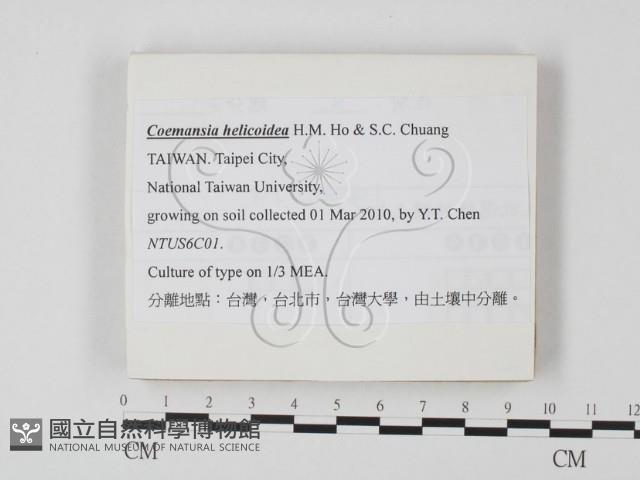 Coemansia helicoidea H.M. Ho & S.C. Chuang
TAIWAN. Taipei City,
National Taiwan University,
growing on soil collected 01 Mar 2010, by Y.T. Chen
NTUS6C01.
Culture of type on 1/3 MEA.
分離地點：台灣，台北市，台灣大學，由土壤中分離。
0 1 2 3 4 5 6 7 8 9 10 11 12
國立自然科學博物館
NATIONAL MUSEUM OF NATURAL SCIENCE
CM CM